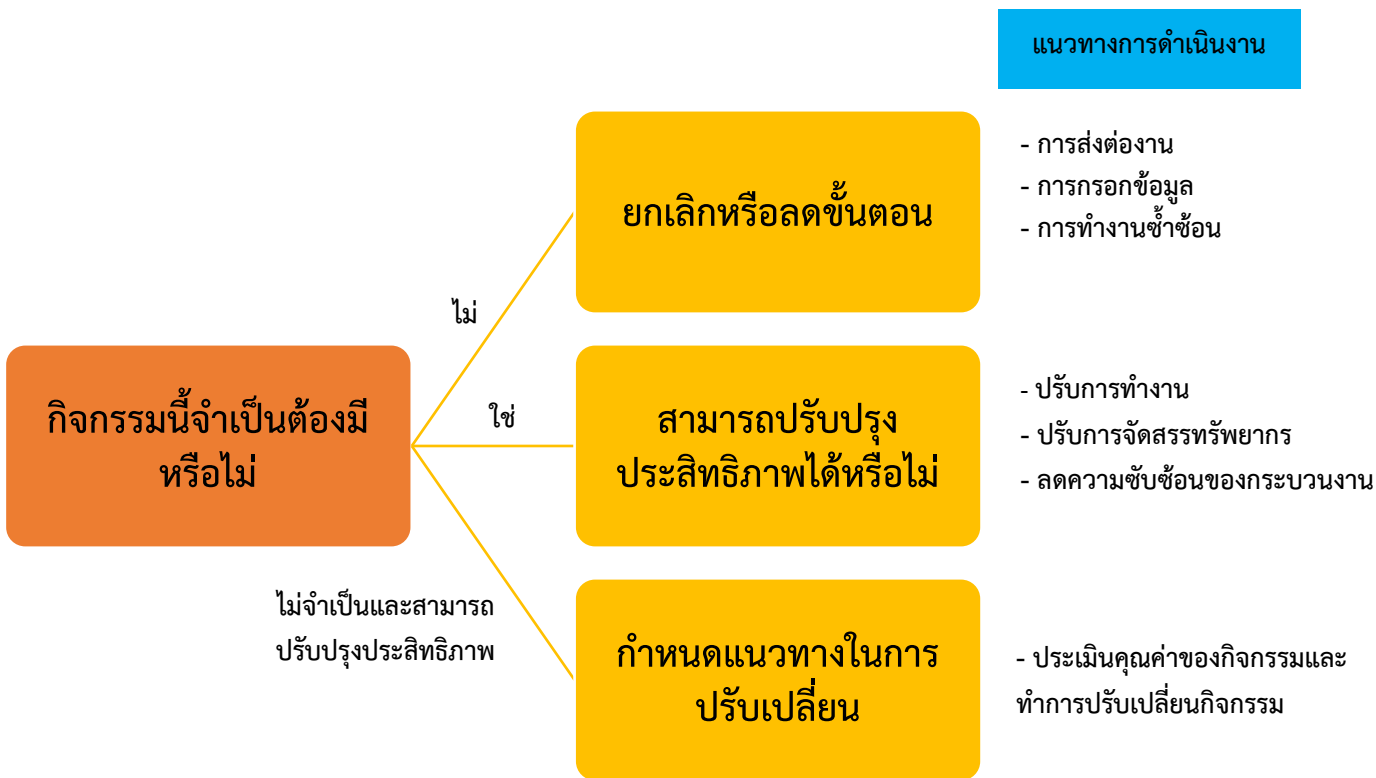 แนวทางการดำเนินงาน
ยกเลิกหรือลดขั้นตอน
- การส่งต่องาน
- การกรอกข้อมูล
- การทำงานซ้ำซ้อน
ไม่
กิจกรรมนี้จำเป็นต้องมี
หรือไม่
ใช่
สามารถปรับปรุง
ประสิทธิภาพได้หรือไม่
- ปรับการทำงาน
- ปรับการจัดสรรทรัพยากร
- ลดความซับซ้อนของกระบวนงาน
ไม่จำเป็นและสามารถ
ปรับปรุงประสิทธิภาพ
กำหนดแนวทางในการ
ปรับเปลี่ยน
- ประเมินคุณค่าของกิจกรรมและ
ทำการปรับเปลี่ยนกิจกรรม